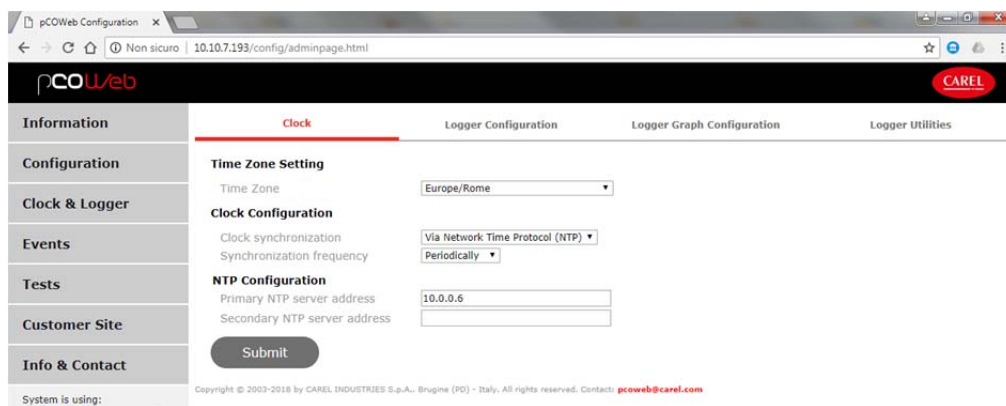 pCOWeb Configuration
Non sicuro | 10.10.7.193/config/adminpage.html
pCOWeb
CAREL
Information
Configuration
Clock & Logger
Events
Tests
Customer Site
Info & Contact
System is using:
Clock
Logger Configuration
Logger Graph Configuration
Logger Utilities
Time Zone Setting
Time Zone
Europe/Rome
Clock Configuration
Clock synchronization
Via Network Time Protocol (NTP)
Synchronization frequency
Periodically
NTP Configuration
Primary NTP server address
10.0.0.6
Secondary NTP server address
Submit
Copyright © 2003-2018 by CAREL INDUSTRIES S.p.A.. Brugine (PD) - Italy. All rights reserved. Contact: pcoweb@carel.com